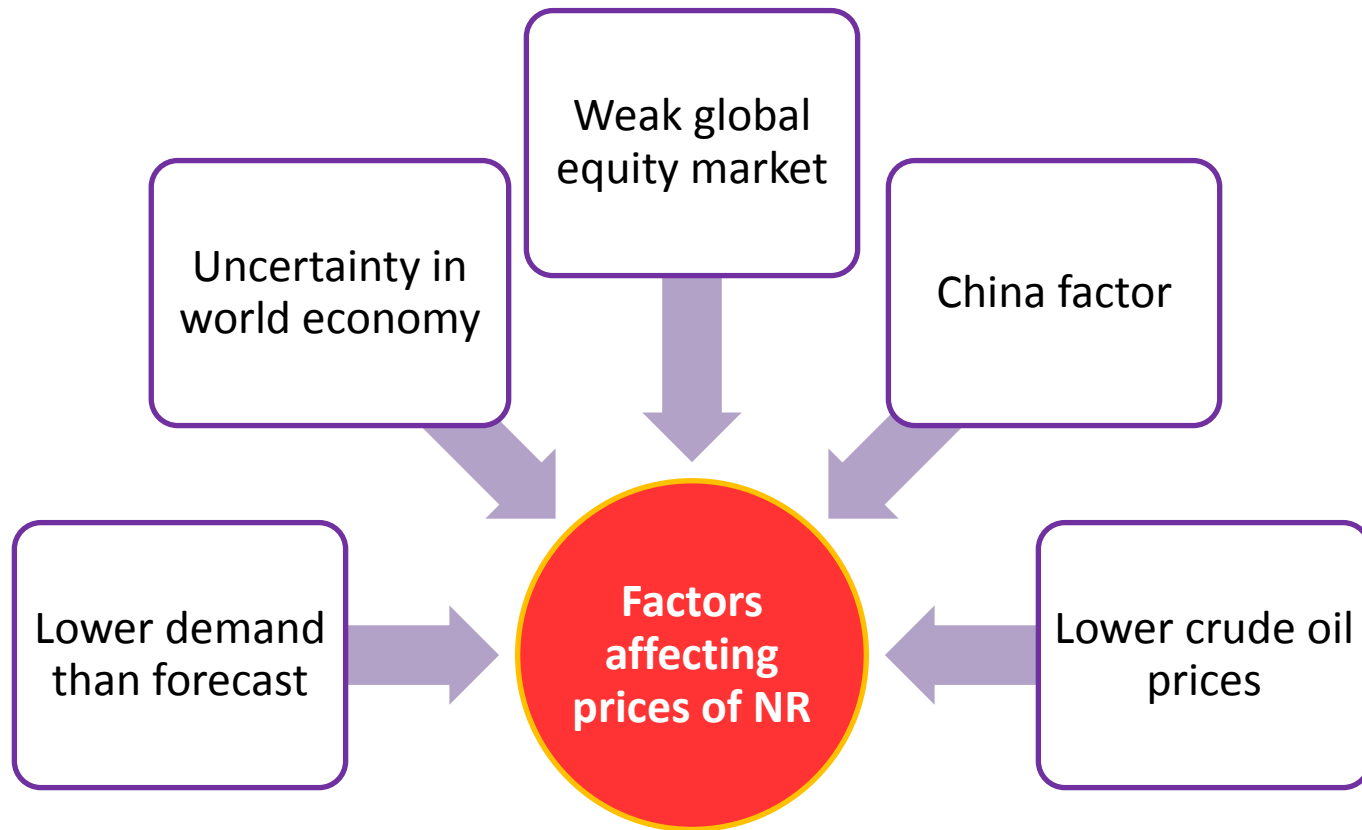 Weak global
equity market
Uncertainty in
world economy
China factor
Lower demand
than forecast
Factors
affecting
prices of NR
Lower crude oil
prices